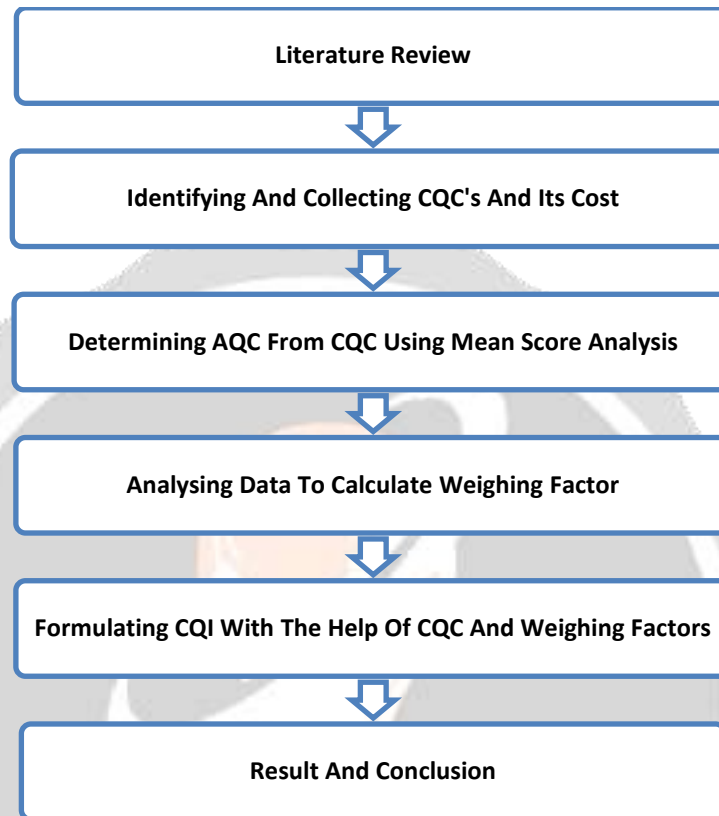 Literature Review
Identifying And Collecting CQC's And Its Cost
Determining AQC From CQC Using Mean Score Analysis
Analysing Data To Calculate Weighing Factor
Formulating CQI With The Help Of CQC And Weighing Factors
Result And Conclusion